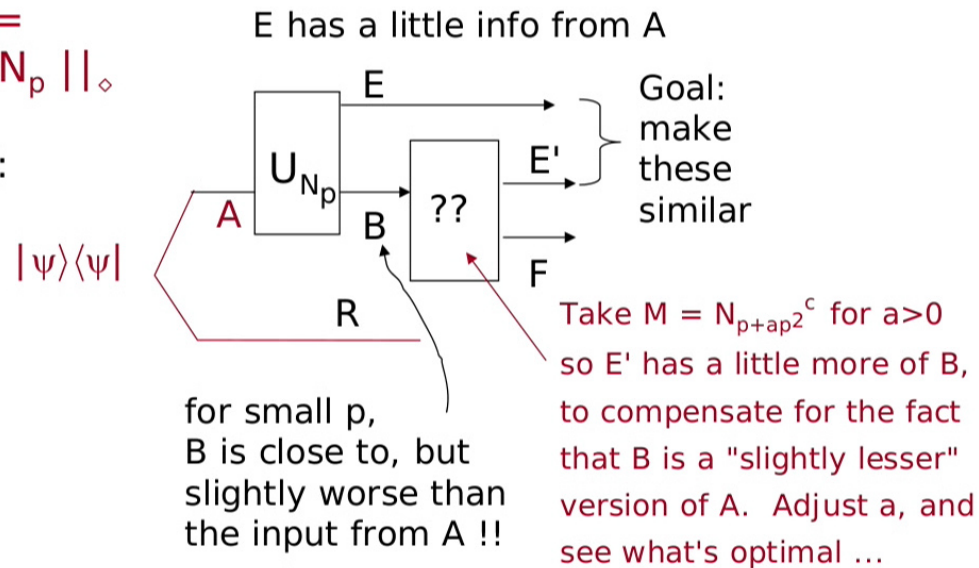 =
E has a little info from A
Nₚ ||⋄
E
Goal:
make
these
similar
E'
:
U_Nₚ
??
A
B
|ψ⟩⟨ψ|
F
R
Take M = N_{p+ap2}^c for a>0
so E' has a little more of B,
to compensate for the fact
that B is a "slightly lesser"
version of A. Adjust a, and
see what's optimal ...
for small p,
B is close to, but
slightly worse than
the input from A !!